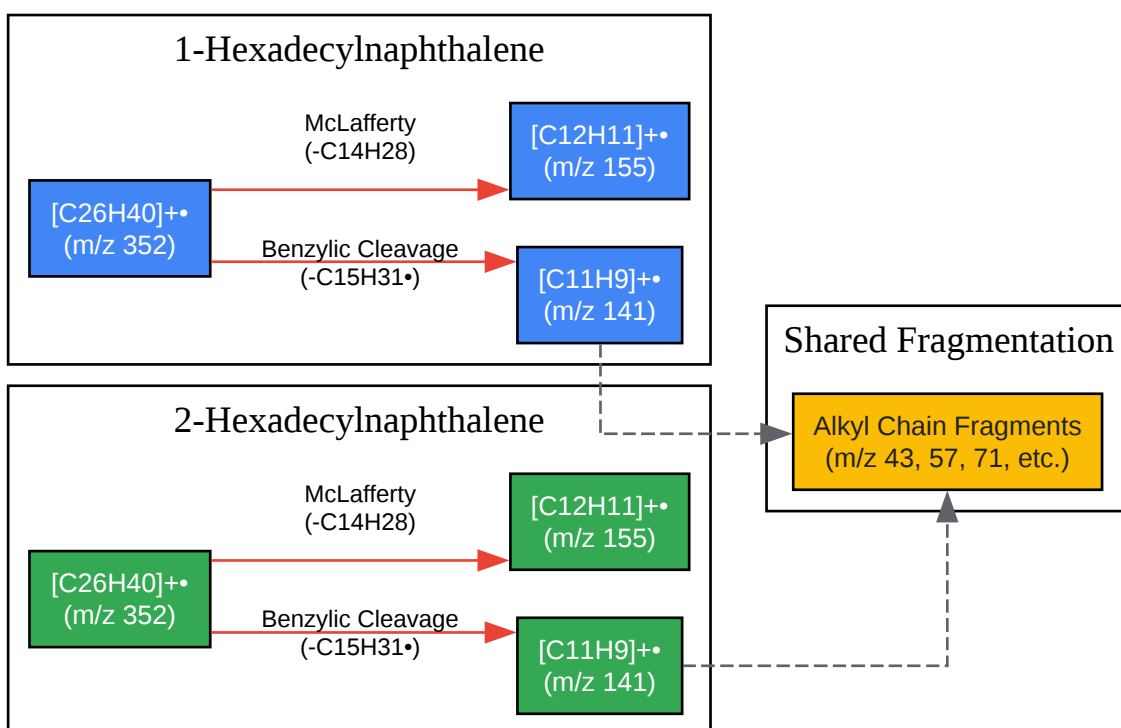 1-Hexadecylnaphthalene
McLafferty
(-C14H28)
[C12H11]+•
(m/z 155)
[C26H40]+•
(m/z 352)
Benzylic Cleavage
(-C15H31•)
[C11H9]+•
(m/z 141)
2-Hexadecylnaphthalene
McLafferty
(-C14H28)
[C12H11]+•
(m/z 155)
[C26H40]+•
(m/z 352)
Benzylic Cleavage
(-C15H31•)
[C11H9]+•
(m/z 141)
Shared Fragmentation
Alkyl Chain Fragments
(m/z 43, 57, 71, etc.)